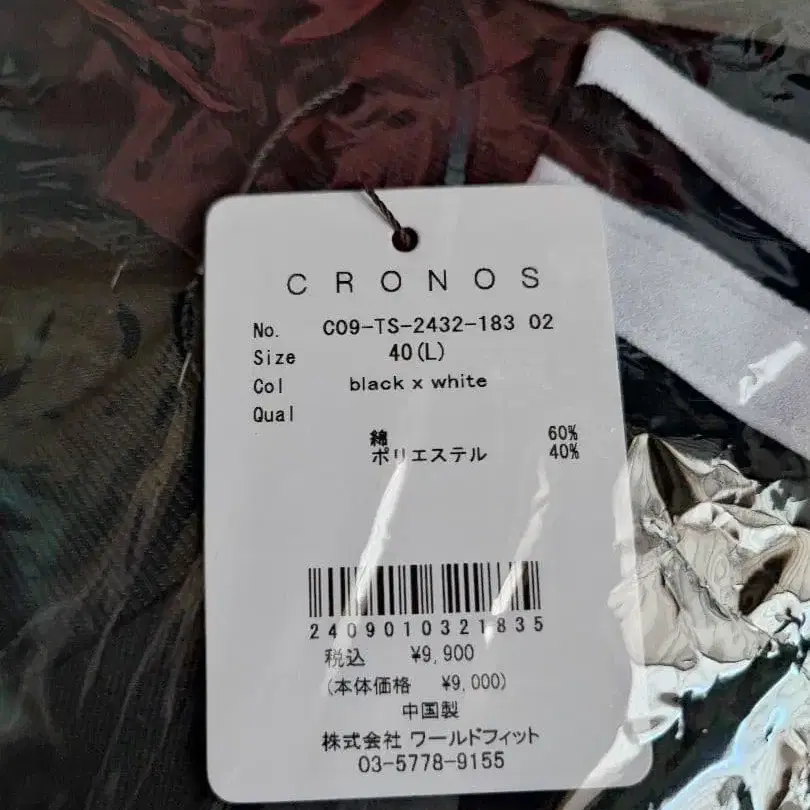 CRONOS
No. C09-TS-2432-183 02
Size 40(L)
Col black x white
Qual
綿 60%
ポリエステル 40%
2409010321835
税込 ¥9,900
(本体価格 ¥9,000)
中国製
株式会社 ワールドフィット
03-5778-9155